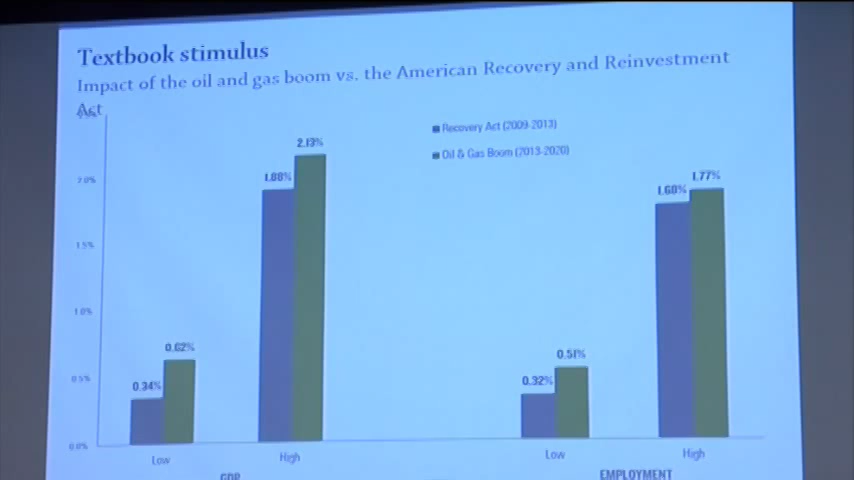 Textbook stimulus
Impact of the oil and gas boom vs. the American Recovery and Reinvestment
Act
Recovery Act (2009-2013)
Oil & Gas Boom (2013-2020)
2.13%
1.88%
1.77%
1.60%
0.62%
0.34%
0.51%
0.32%
2.0%
1.5%
1.0%
0.5%
0.0%
Low
High
Low
High
GDP
EMPLOYMENT